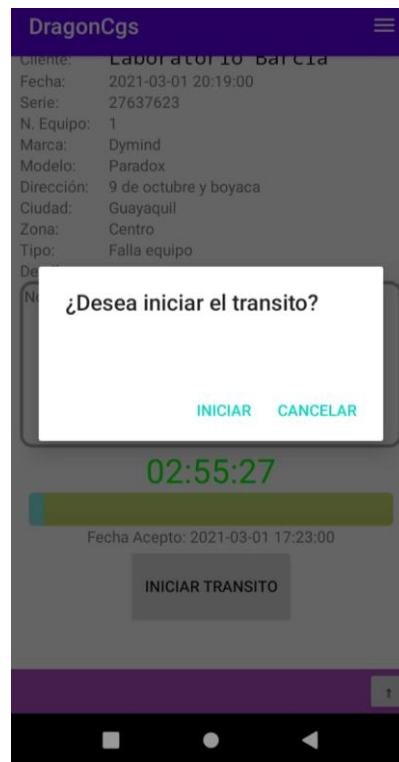 DragonCgs
Cliente: Laboratorio Barcia
Fecha: 2021-03-01 20:19:00
Serie: 27637623
N. Equipo: 1
Marca: Dymind
Modelo: Paradox
Dirección: 9 de octubre y boyaca
Ciudad: Guayaquil
Zona: Centro
Tipo: Falla equipo
¿Desea iniciar el transito?
INICIAR CANCELAR
02:55:27
Fecha Acepto: 2021-03-01 17:23:00
INICIAR TRANSITO
↑